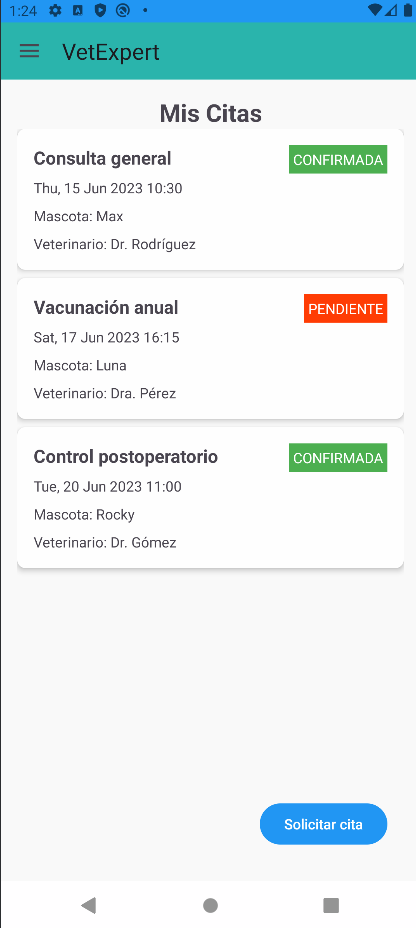 1:24
VetExpert
Mis Citas
Consulta general
CONFIRMADA
Thu, 15 Jun 2023 10:30
Mascota: Max
Veterinario: Dr. Rodríguez
Vacunación anual
PENDIENTE
Sat, 17 Jun 2023 16:15
Mascota: Luna
Veterinario: Dra. Pérez
Control postoperatorio
CONFIRMADA
Tue, 20 Jun 2023 11:00
Mascota: Rocky
Veterinario: Dr. Gómez
Solicitar cita